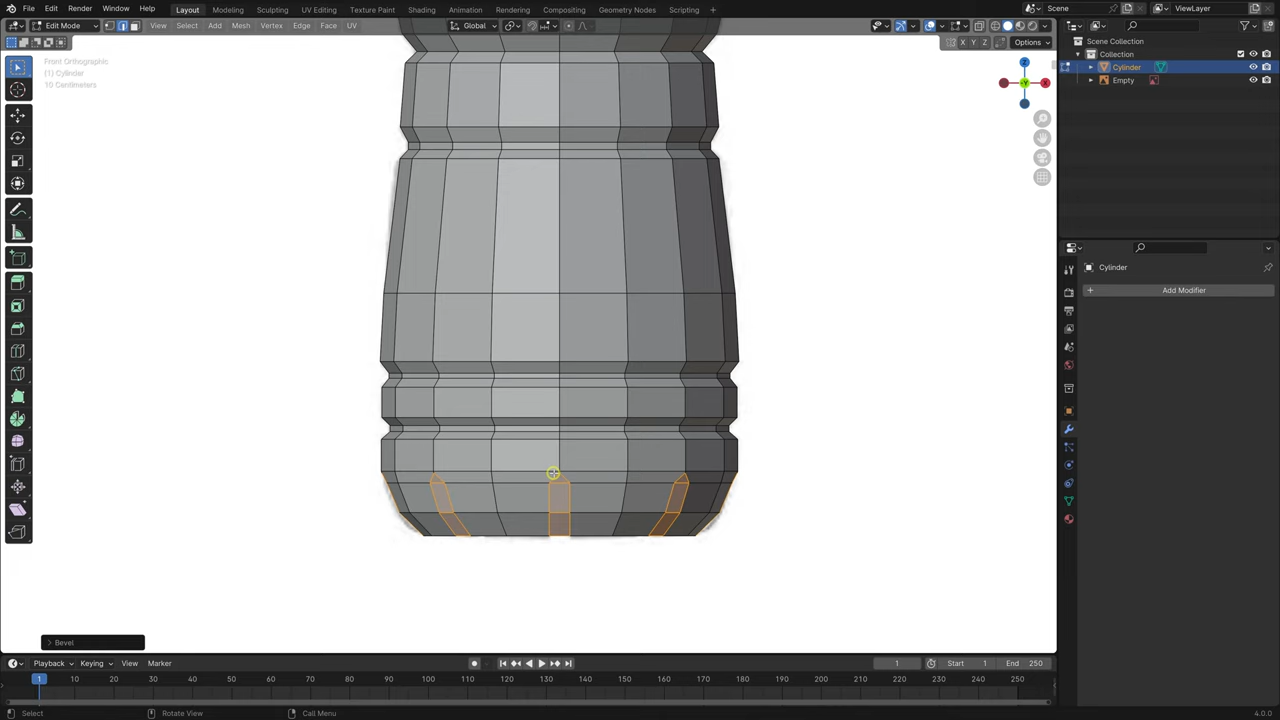 File Edit Render Window Help Layout Modeling Sculpting UV Editing Texture Paint Shading Animation Rendering Compositing Geometry Nodes Scripting + Scene ViewLayer
Edit Mode View Select Add Mesh Vertex Edge Face UV Global
X Y Z Options
Front Orthographic
(1) Cylinder
10 Centimeters
Z
Y
X
Scene Collection
Collection
Cylinder
Empty
Cylinder
+ Add Modifier
> Bevel
Playback Keying View Marker 1 Start 1 End 250
1 10 20 30 40 50 60 70 80 90 100 110 120 130 140 150 160 170 180 190 200 210 220 230 240 250
Select Rotate View Call Menu 4.0.0